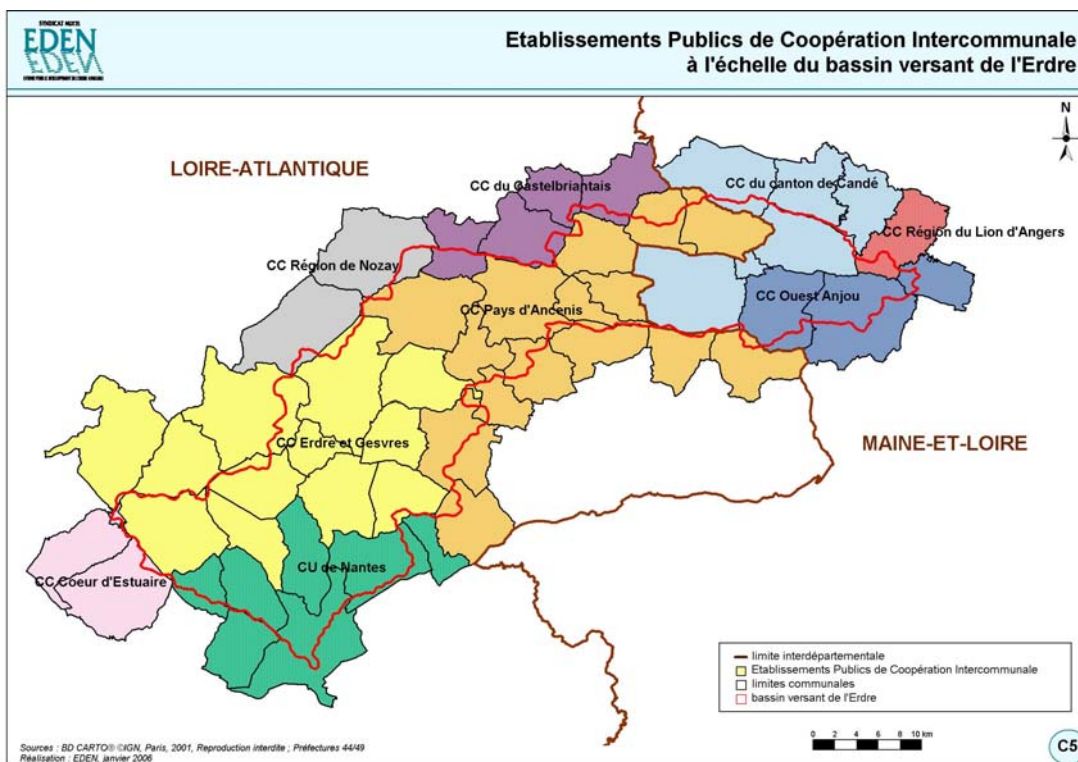 SYNDICAT MIXTE
EDEN
Etablissements Publics de Coopération Intercommunale
à l'échelle du bassin versant de l'Erdre
N
LOIRE-ATLANTIQUE
CC du Castelbriantais
CC du canton de Candé
CC Région du Lion d'Angers
CC Région de Nozay
CC Ouest Anjou
CC Pays d'Ancenis
CC Erdre et Gesvres
MAINE-ET-LOIRE
CU de Nantes
CC Coeur d'Estuaire
limite interdépartementale
Etablissements Publics de Coopération Intercommunale
limites communales
bassin versant de l'Erdre
Sources : BD CARTO® ©IGN, Paris, 2001, Reproduction interdite ; Préfectures 44/49
Réalisation : EDEN, janvier 2006
0 2 4 6 8 10 km
C5